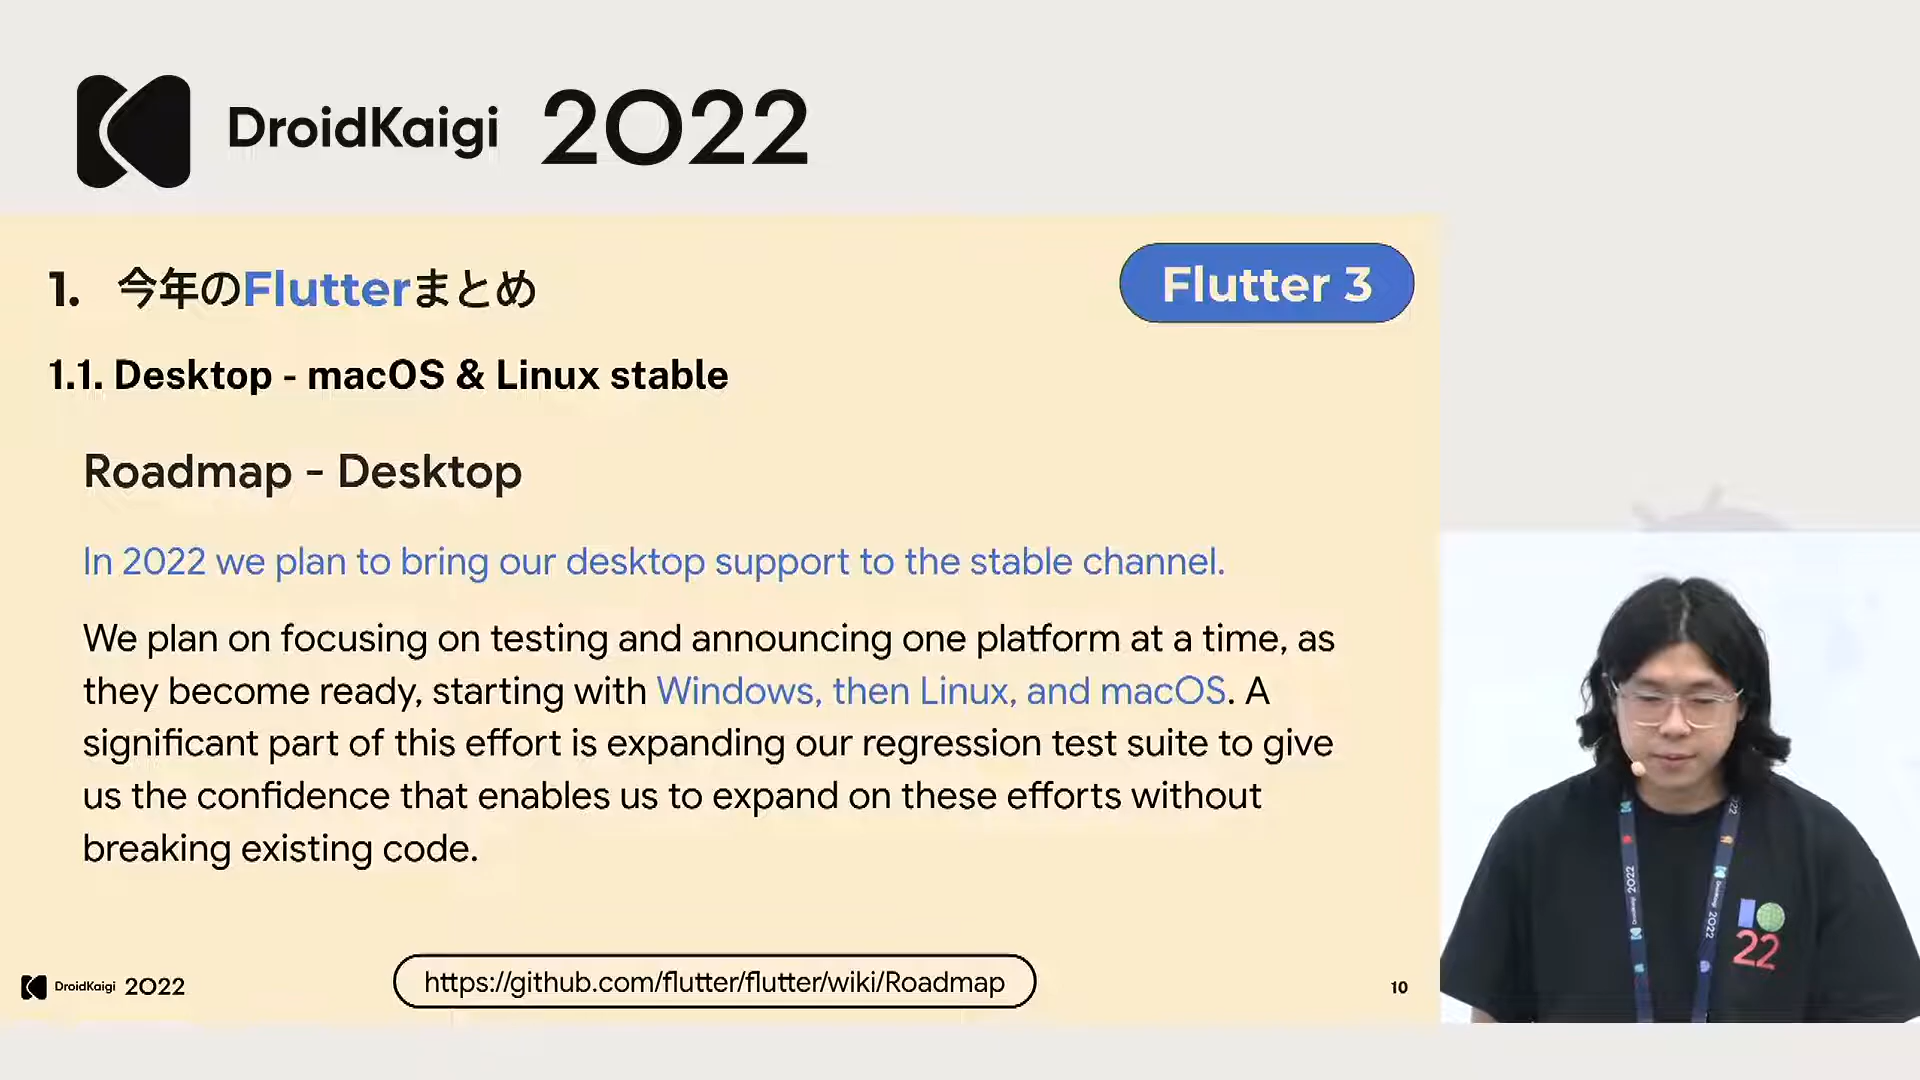 DroidKaigi 2022
1. 今年のFlutterまとめ
Flutter 3
1.1. Desktop - macOS & Linux stable
Roadmap - Desktop
In 2022 we plan to bring our desktop support to the stable channel.
We plan on focusing on testing and announcing one platform at a time, as
they become ready, starting with Windows, then Linux, and macOS. A
significant part of this effort is expanding our regression test suite to give
us the confidence that enables us to expand on these efforts without
breaking existing code.
DroidKaigi 2022
https://github.com/flutter/flutter/wiki/Roadmap
10
22
2022
2022